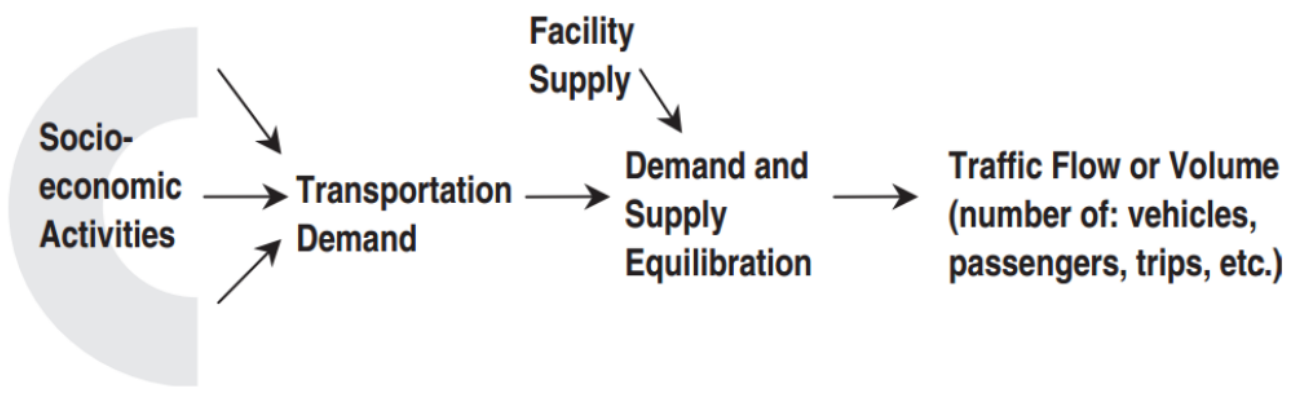 Socio-
economic
Activities
Transportation
Demand
Facility
Supply
Demand and
Supply
Equilibration
Traffic Flow or Volume
(number of: vehicles,
passengers, trips, etc.)